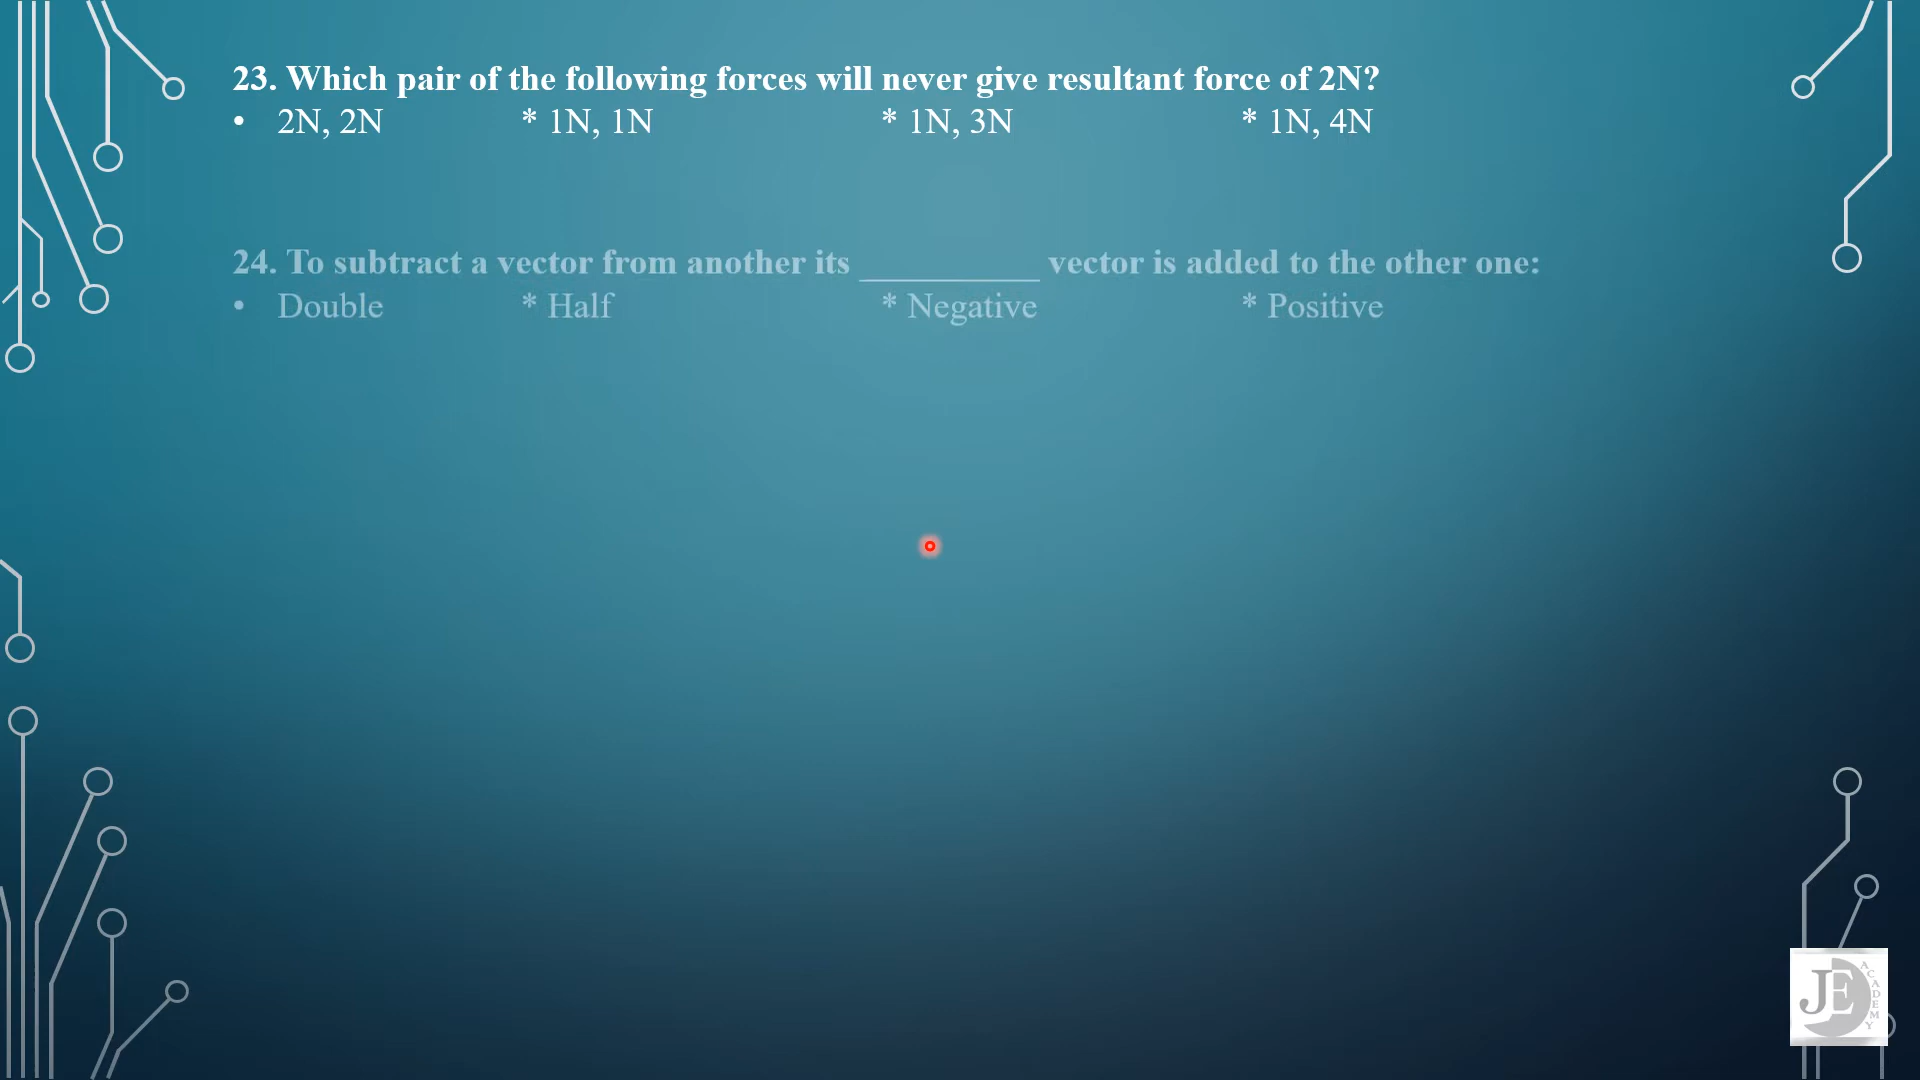 23. Which pair of the following forces will never give resultant force of 2N?
• 2N, 2N * 1N, 1N * 1N, 3N * 1N, 4N
24. To subtract a vector from another its __________ vector is added to the other one:
• Double * Half * Negative * Positive
JE
ACADEMY